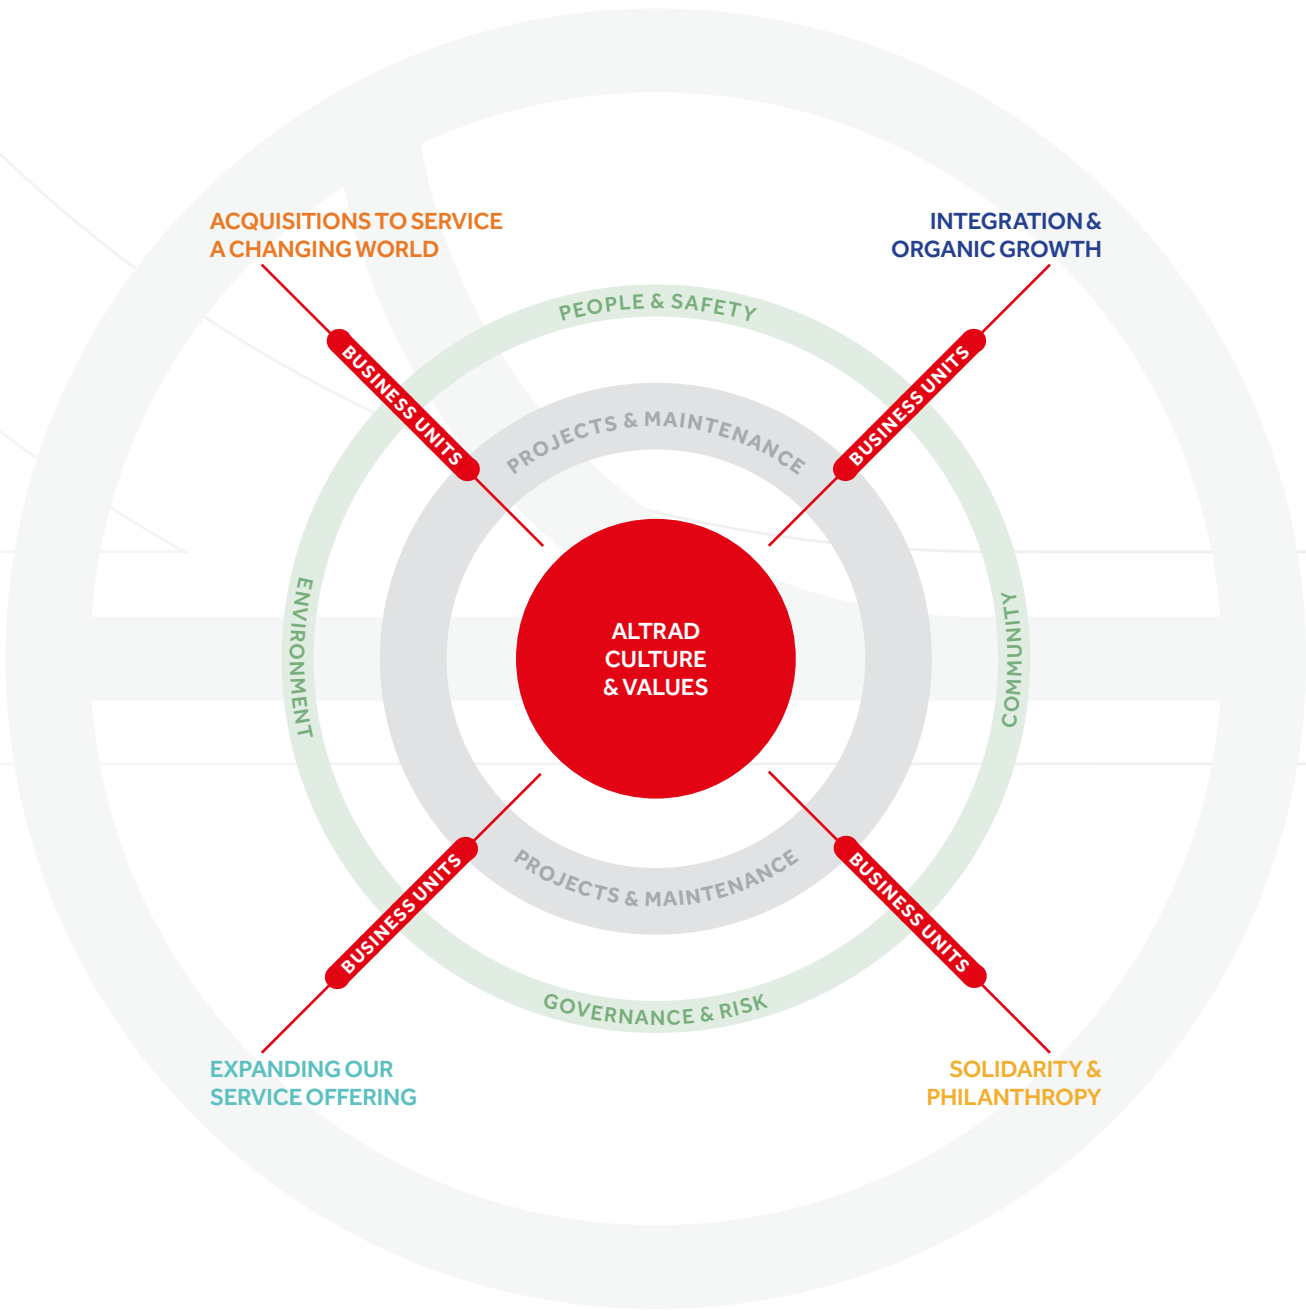 ACQUISITIONS TO SERVICE
A CHANGING WORLD
INTEGRATION &
ORGANIC GROWTH
PEOPLE & SAFETY
BUSINESS UNITS
BUSINESS UNITS
PROJECTS & MAINTENANCE
ENVIRONMENT
ALTRAD
CULTURE
& VALUES
COMMUNITY
PROJECTS & MAINTENANCE
BUSINESS UNITS
BUSINESS UNITS
GOVERNANCE & RISK
EXPANDING OUR
SERVICE OFFERING
SOLIDARITY &
PHILANTHROPY